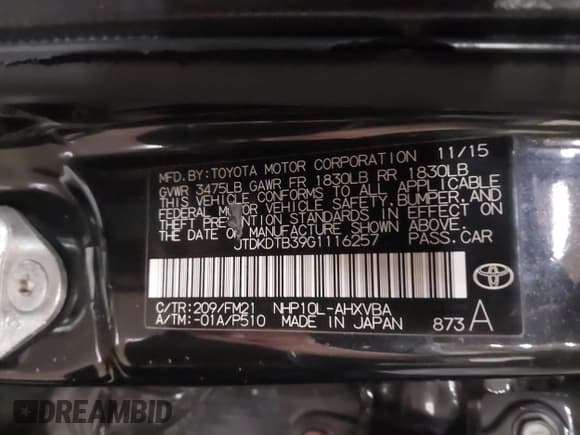 MFD.BY:TOYOTA MOTOR CORPORATION 11/15
GVWR 3475LB GAWR FR 1830LB RR 1830LB
THIS VEHICLE CONFORMS TO ALL APPLICABLE
FEDERAL MOTOR VEHICLE SAFETY, BUMPER, AND
THEFT PREVENTION STANDARDS IN EFFECT ON
THE DATE OF MANUFACTURE SHOWN ABOVE.
JTDKDTB39G1116257 PASS.CAR
C/TR:209/FM21 NHP10L-AHXVBA
A/TM:-01A/P510 MADE IN JAPAN 873 A
DREAMBID